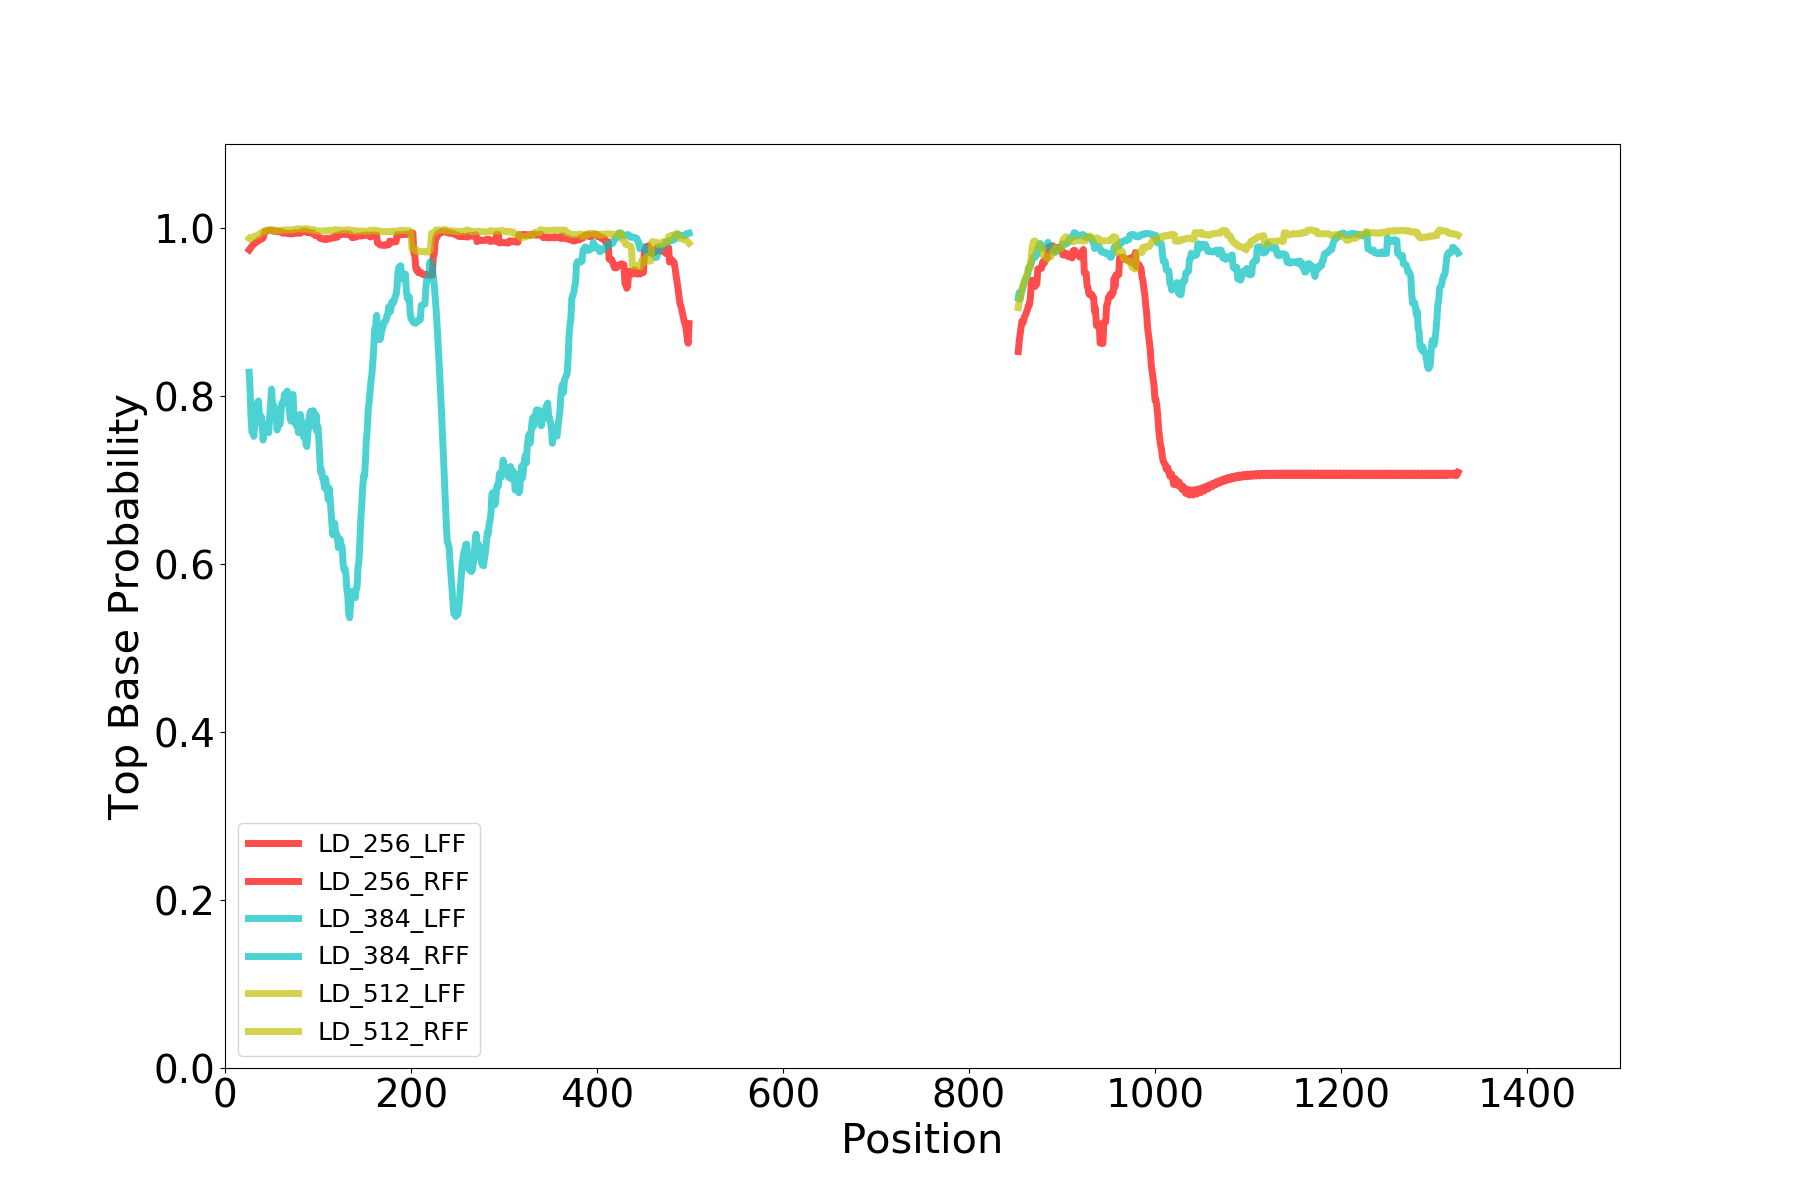 1.0
0.8
0.6
0.4
0.2
0.0
Top Base Probability
LD_256_LFF
LD_256_RFF
LD_384_LFF
LD_384_RFF
LD_512_LFF
LD_512_RFF
0 200 400 600 800 1000 1200 1400
Position